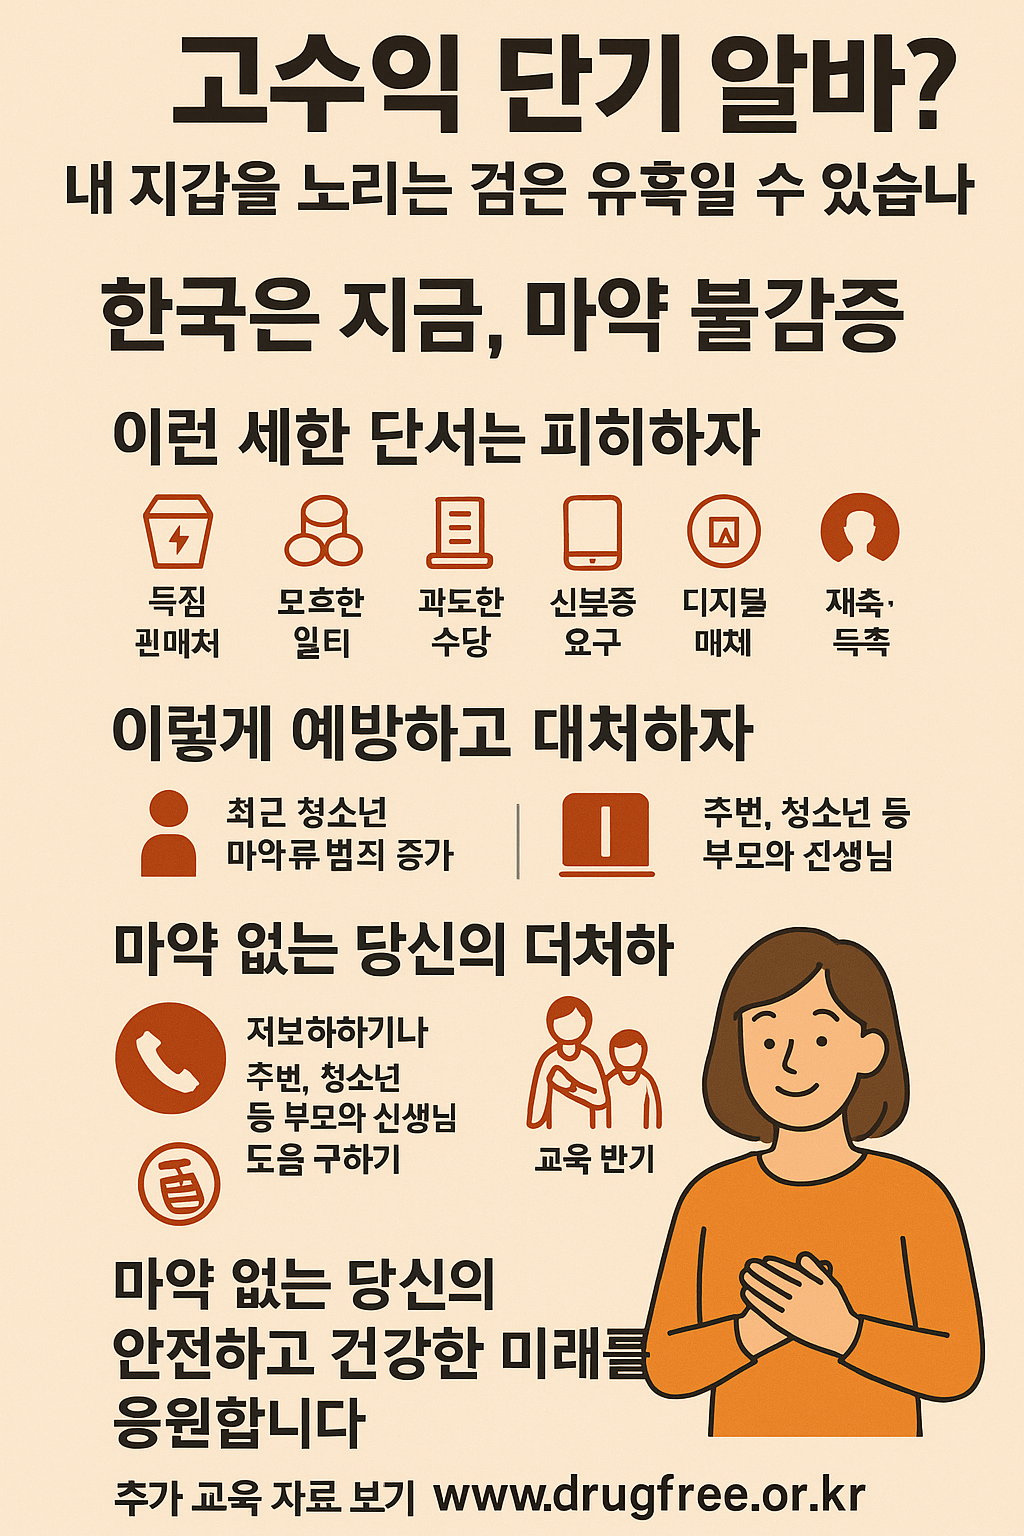 고수익 단기 알바?
내 지갑을 노리는 검은 유혹일 수 있습나
한국은 지금, 마약 불감증
이런 세한 단서는 피히하자
득짐
괸매처
모호한
일티
과도한
수당
신보증
요구
디지믈
매체
재축·
득촉
이렇게 예방하고 대처하자
최근 청소년
마약류 범죄 증가
추번, 청소년 등
부모와 진생님
마약 없는 당신의 더처하
저보하하기나
추번, 청소년
등 부모와 신생님
도음 구하기
교육 반기
마약 없는 당신의
안전하고 건강한 미래를
응원합니다
추가 교육 자료 보기 www.drugfree.or.kr